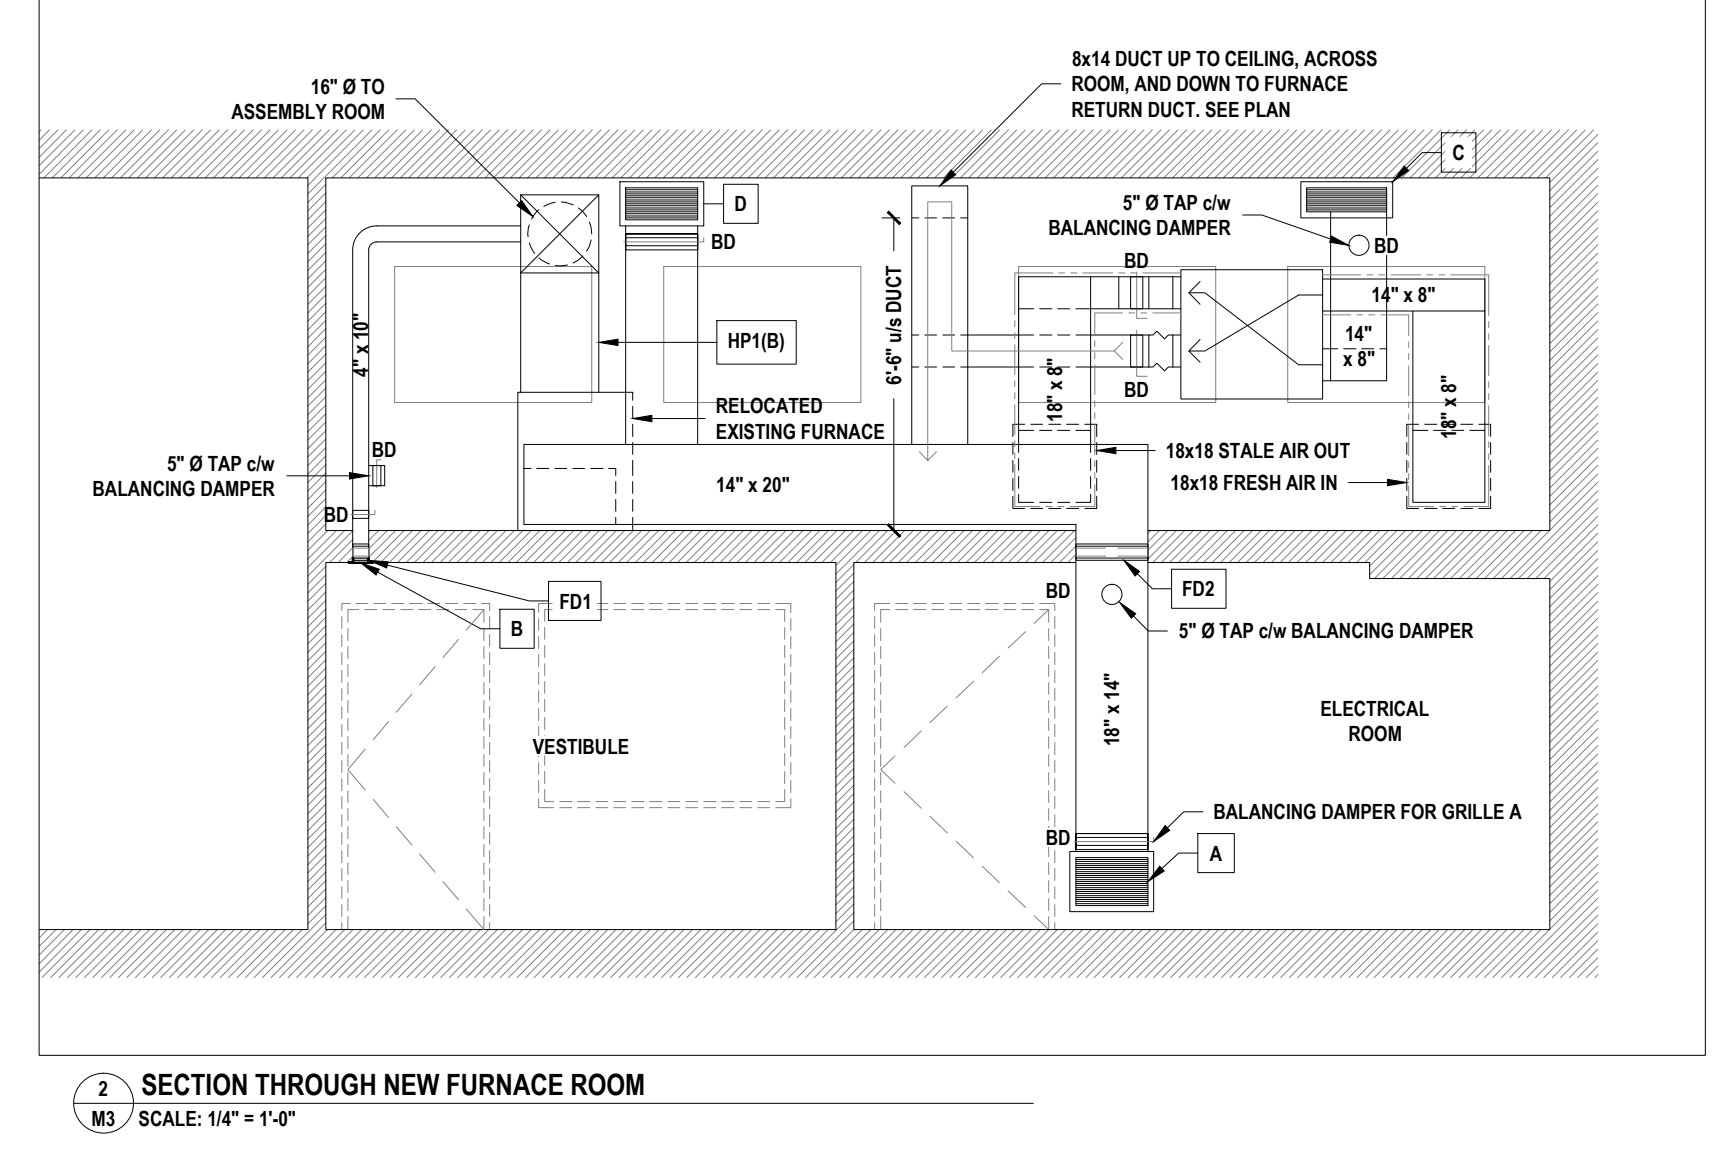 8x14 DUCT UP TO CEILING, ACROSS
ROOM, AND DOWN TO FURNACE
RETURN DUCT. SEE PLAN
16" Ø TO
ASSEMBLY ROOM
C
D
5" Ø TAP c/w
BALANCING DAMPER
BD
BD
BD
14" x 8"
4" x 10"
HP1(B)
6'-6" u/s DUCT
14"
x 8"
BD
18" x 8"
18" x 8"
RELOCATED
EXISTING FURNACE
BD
18x18 STALE AIR OUT
5" Ø TAP c/w
BALANCING DAMPER
14" x 20"
18x18 FRESH AIR IN
BD
FD1
BD
FD2
B
5" Ø TAP c/w BALANCING DAMPER
18" x 14"
ELECTRICAL
ROOM
VESTIBULE
BALANCING DAMPER FOR GRILLE A
BD
A
2
SECTION THROUGH NEW FURNACE ROOM
M3
SCALE: 1/4" = 1'-0"